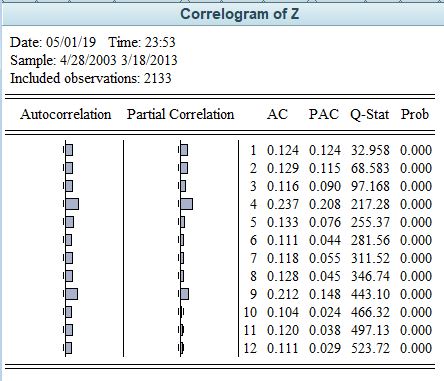 Correlogram of Z
Date: 05/01/19 Time: 23:53
Sample: 4/28/2003 3/18/2013
Included observations: 2133
Autocorrelation Partial Correlation AC PAC Q-Stat Prob
1 0.124 0.124 32.958 0.000
2 0.129 0.115 68.583 0.000
3 0.116 0.090 97.168 0.000
4 0.237 0.208 217.28 0.000
5 0.133 0.076 255.37 0.000
6 0.111 0.044 281.56 0.000
7 0.118 0.055 311.52 0.000
8 0.128 0.045 346.74 0.000
9 0.212 0.148 443.10 0.000
10 0.104 0.024 466.32 0.000
11 0.120 0.038 497.13 0.000
12 0.111 0.029 523.72 0.000